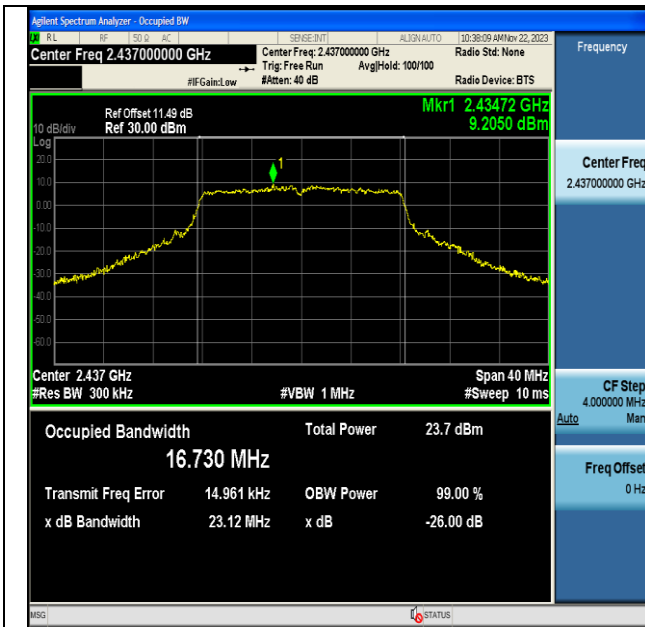 Agilent Spectrum Analyzer - Occupied BW
RL RF 50 Ω AC SENSE:INT ALIGN AUTO 10:38:09 AM Nov 22, 2023
Center Freq 2.437000000 GHz
Center Freq: 2.437000000 GHz Radio Std: None
Trig: Free Run Avg|Hold: 100/100
#IFGain:Low #Atten: 40 dB Radio Device: BTS
Frequency
Ref Offset 11.49 dB
10 dB/div Ref 30.00 dBm
Mkr1 2.43472 GHz
9.2050 dBm
Log
20.0
10.0
0.00
-10.0
-20.0
-30.0
-40.0
-50.0
-60.0
1
Center 2.437 GHz Span 40 MHz
#Res BW 300 kHz #VBW 1 MHz #Sweep 10 ms
Occupied Bandwidth Total Power 23.7 dBm
16.730 MHz
Transmit Freq Error 14.961 kHz OBW Power 99.00 %
x dB Bandwidth 23.12 MHz x dB -26.00 dB
Center Freq
2.437000000 GHz
CF Step
4.000000 MHz
Auto Man
Freq Offset
0 Hz
MSG STATUS